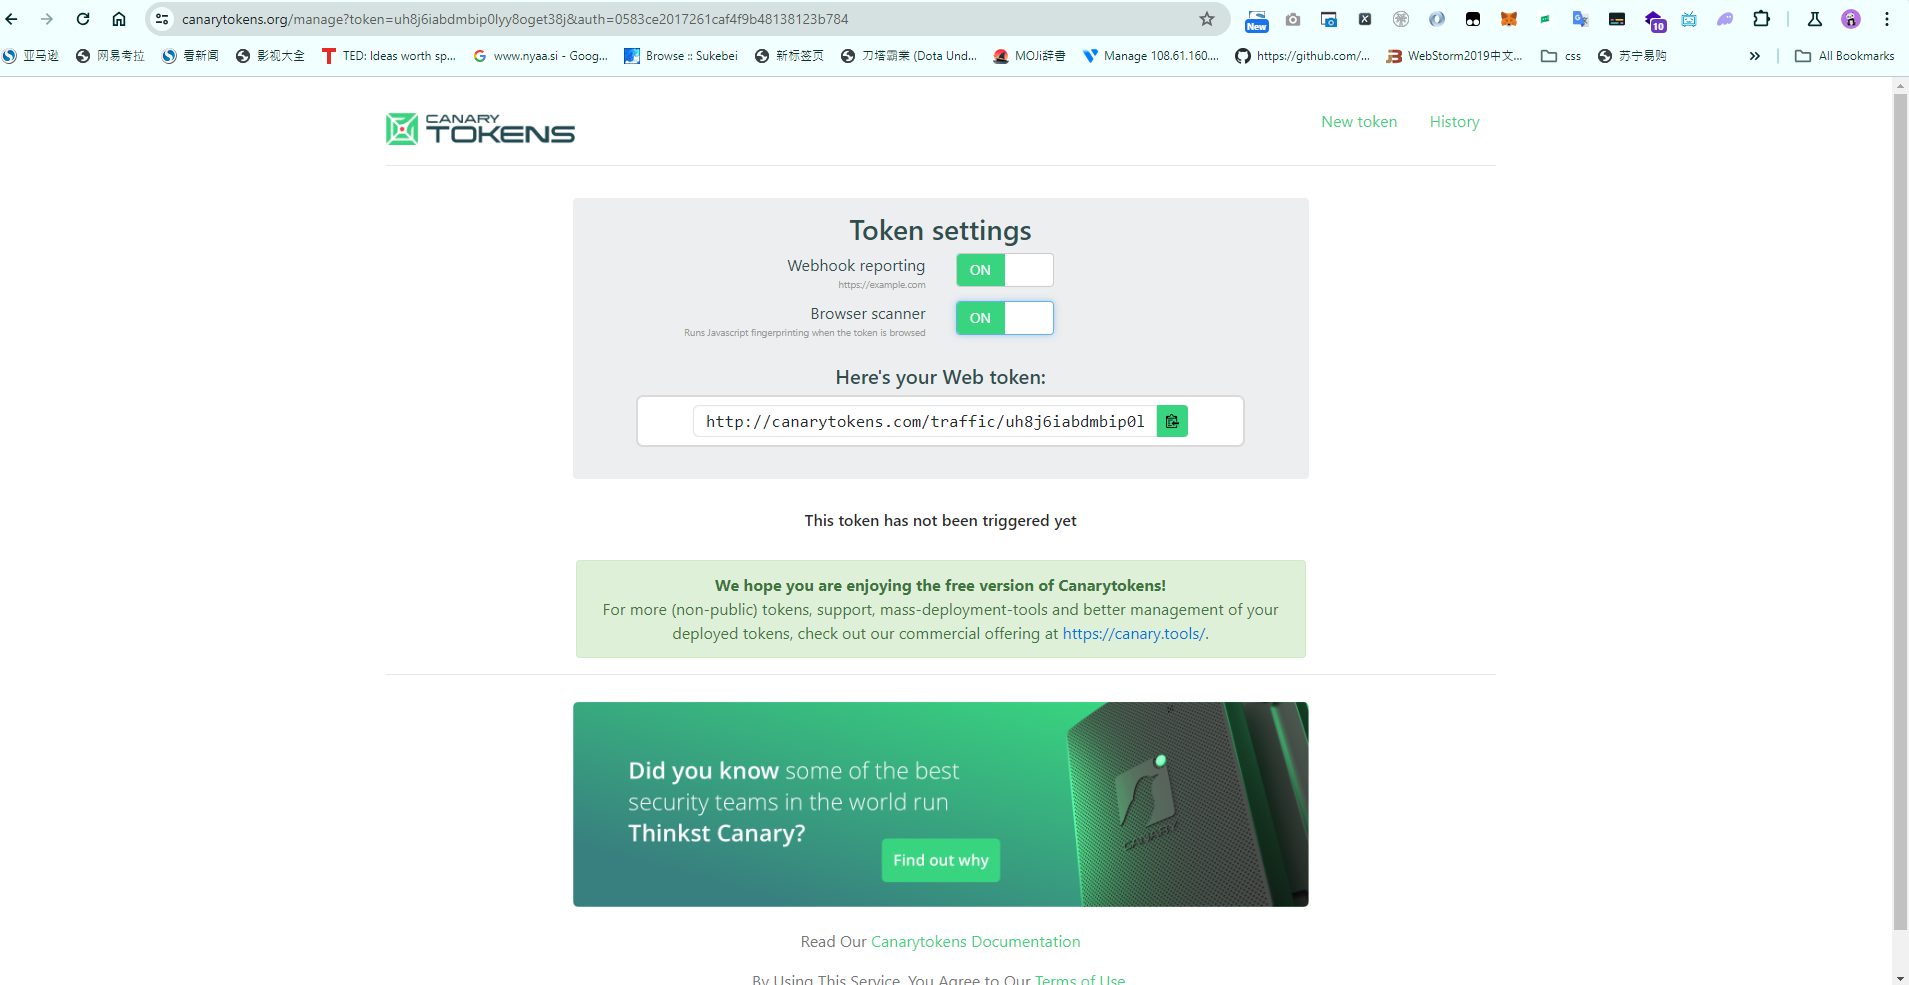 canarytokens.org/manage?token=uh8j6iabdmbip0lyy8oget38j&auth=0583ce2017261caf4f9b48138123b784
New
10
亚马逊
网易考拉
看新闻
影视大全
TED: Ideas worth sp...
www.nyaa.si - Goog...
Browse :: Sukebei
新标签页
刀塔霸業 (Dota Und...
MOJi辞書
Manage 108.61.160....
https://github.com/...
WebStorm2019中文...
css
苏宁易购
»
All Bookmarks
CANARY
TOKENS
New token
History
Token settings
Webhook reporting
https://example.com
ON
Browser scanner
Runs Javascript fingerprinting when the token is browsed
ON
Here's your Web token:
http://canarytokens.com/traffic/uh8j6iabdmbip0l
This token has not been triggered yet
We hope you are enjoying the free version of Canarytokens!
For more (non-public) tokens, support, mass-deployment-tools and better management of your
deployed tokens, check out our commercial offering at https://canary.tools/.
Did you know some of the best
security teams in the world run
Thinkst Canary?
Find out why
CANARY
Read Our Canarytokens Documentation
By Using This Service, You Agree to Our Terms of Use